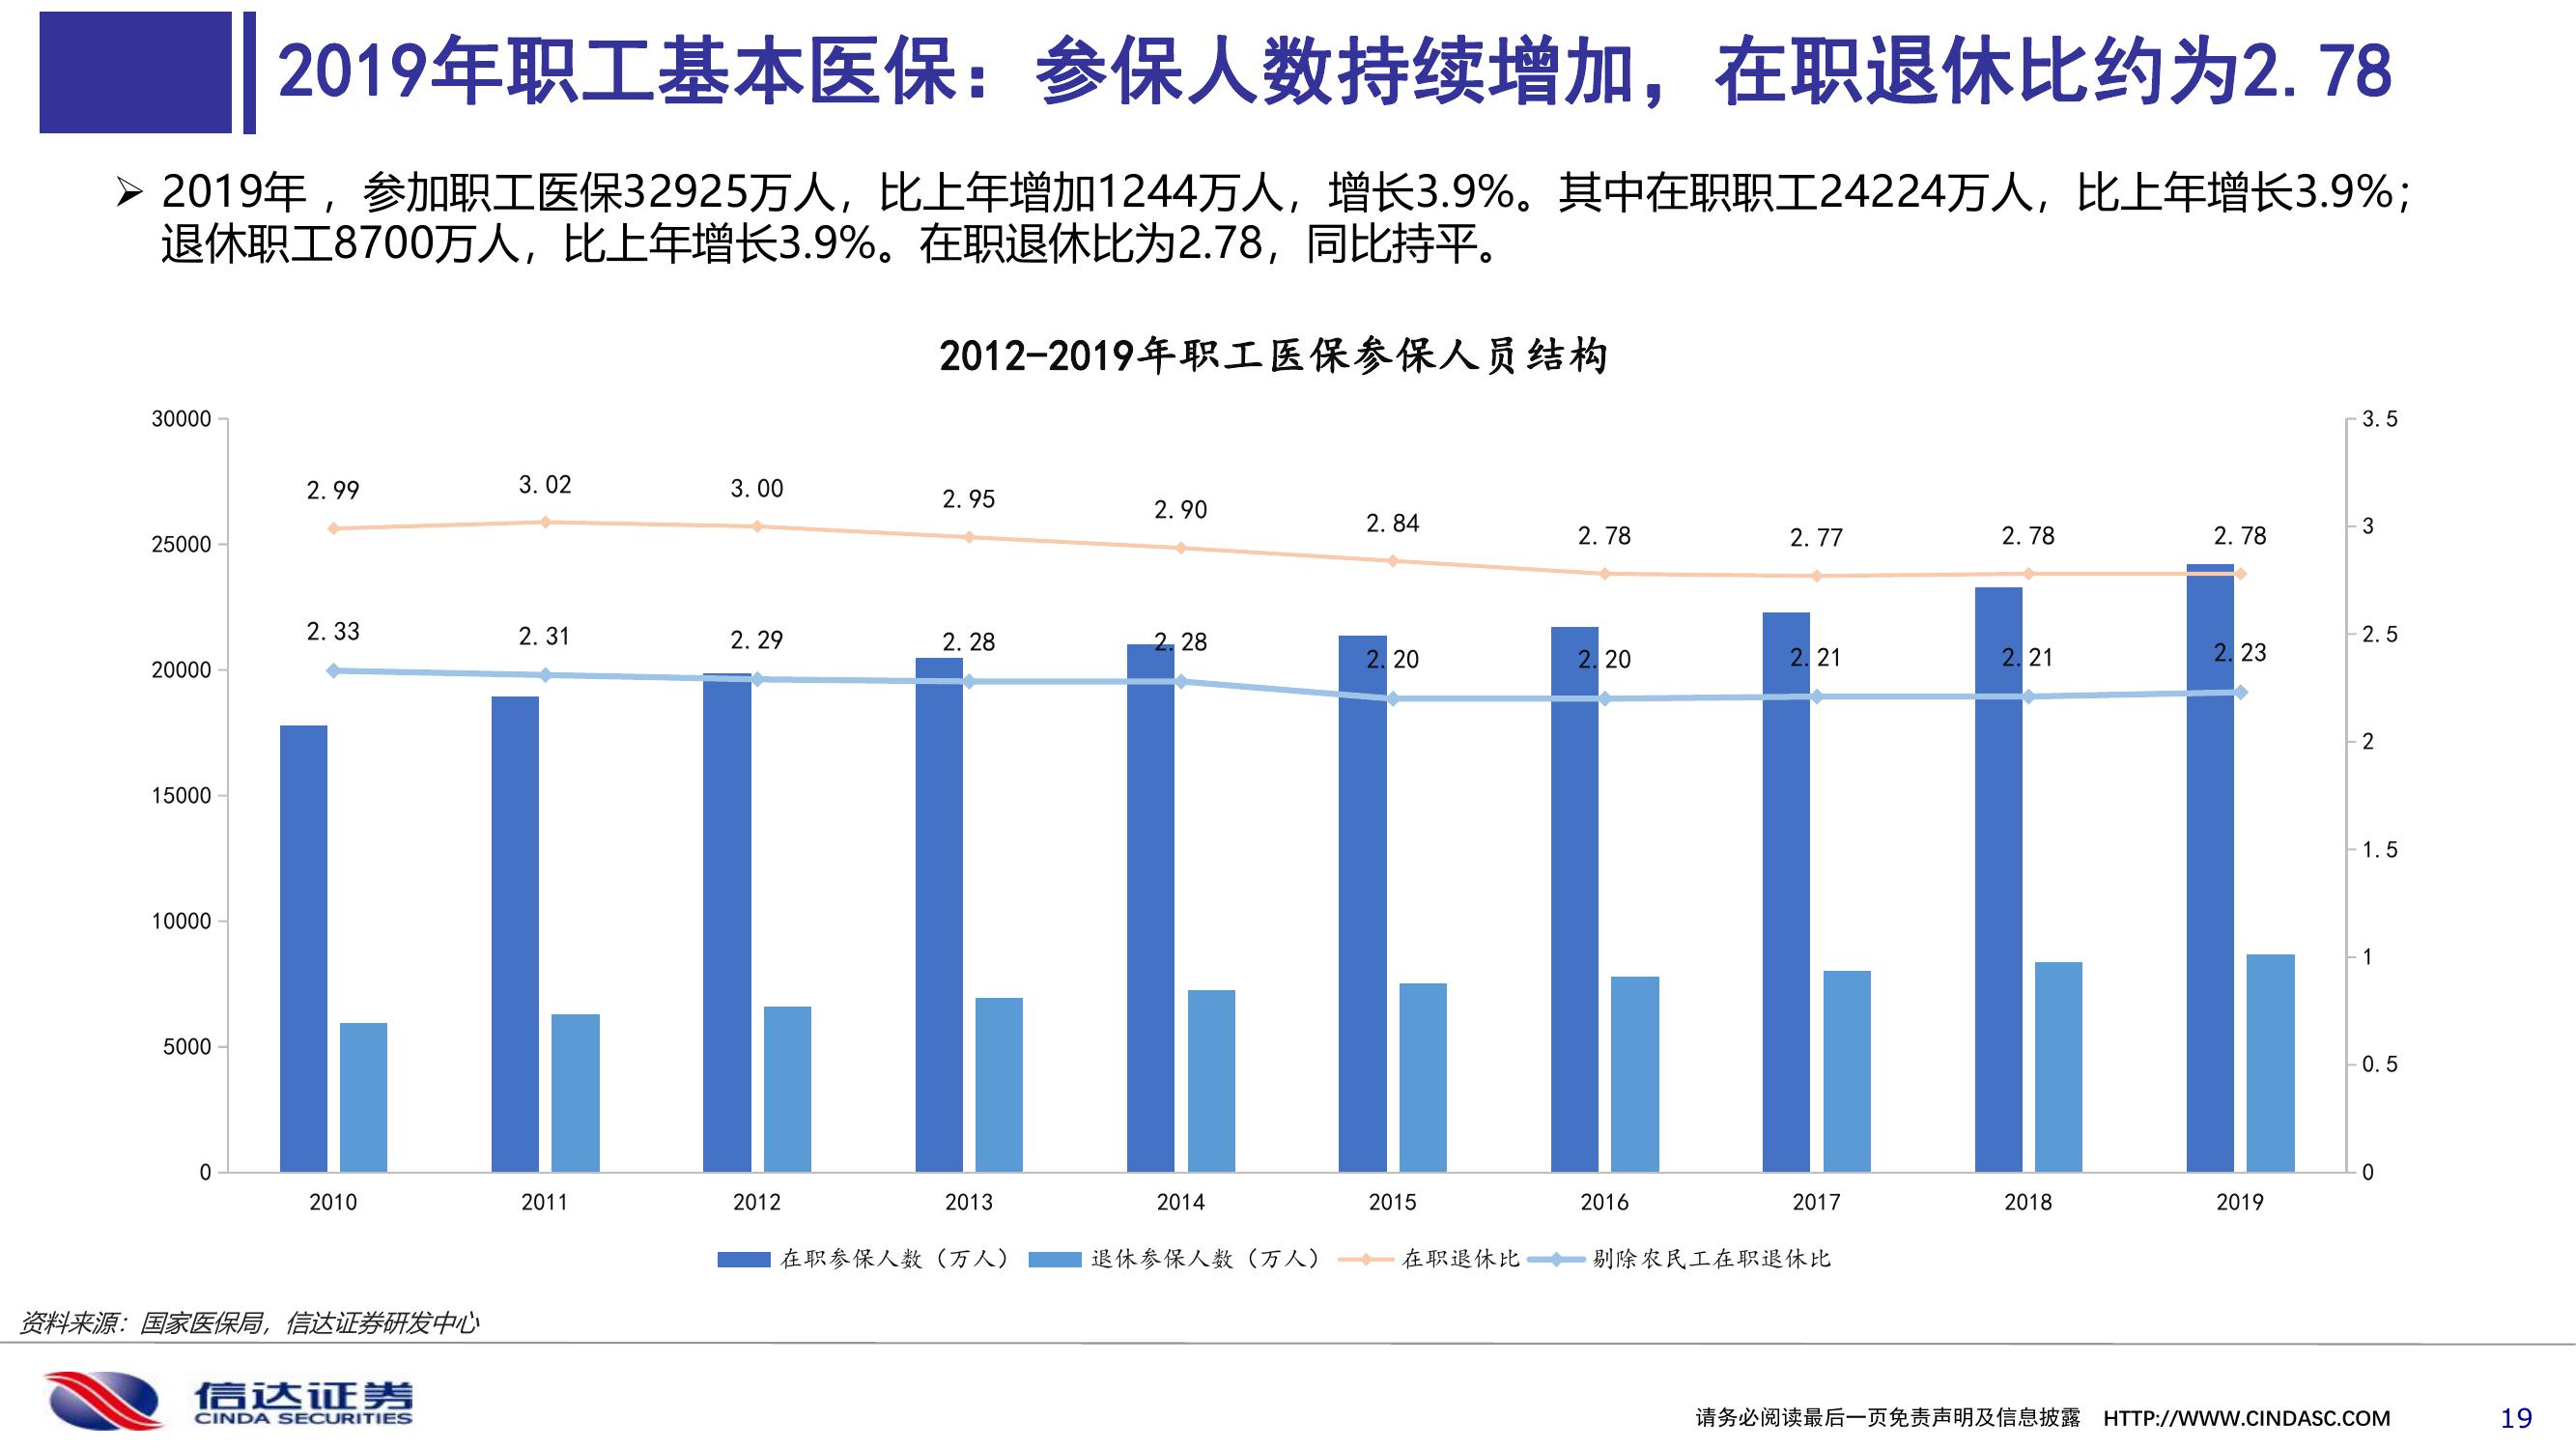 2019年职工基本医保：参保人数持续增加，在职退休比约为2.78
➢ 2019年 ，参加职工医保32925万人，比上年增加1244万人，增长3.9%。其中在职职工24224万人，比上年增长3.9%；
退休职工8700万人，比上年增长3.9%。在职退休比为2.78，同比持平。
2012-2019年职工医保参保人员结构
30000
25000
20000
15000
10000
5000
0
3.5
3
2.5
2
1.5
1
0.5
0
2.99 3.02 3.00 2.95 2.90 2.84 2.78 2.77 2.78 2.78
2.33 2.31 2.29 2.28 2.28 2.20 2.20 2.21 2.21 2.23
2010 2011 2012 2013 2014 2015 2016 2017 2018 2019
在职参保人数（万人） 退休参保人数（万人） 在职退休比 剔除农民工在职退休比
资料来源：国家医保局，信达证券研发中心
信达证券
CINDA SECURITIES
请务必阅读最后一页免责声明及信息披露 HTTP://WWW.CINDASC.COM 19